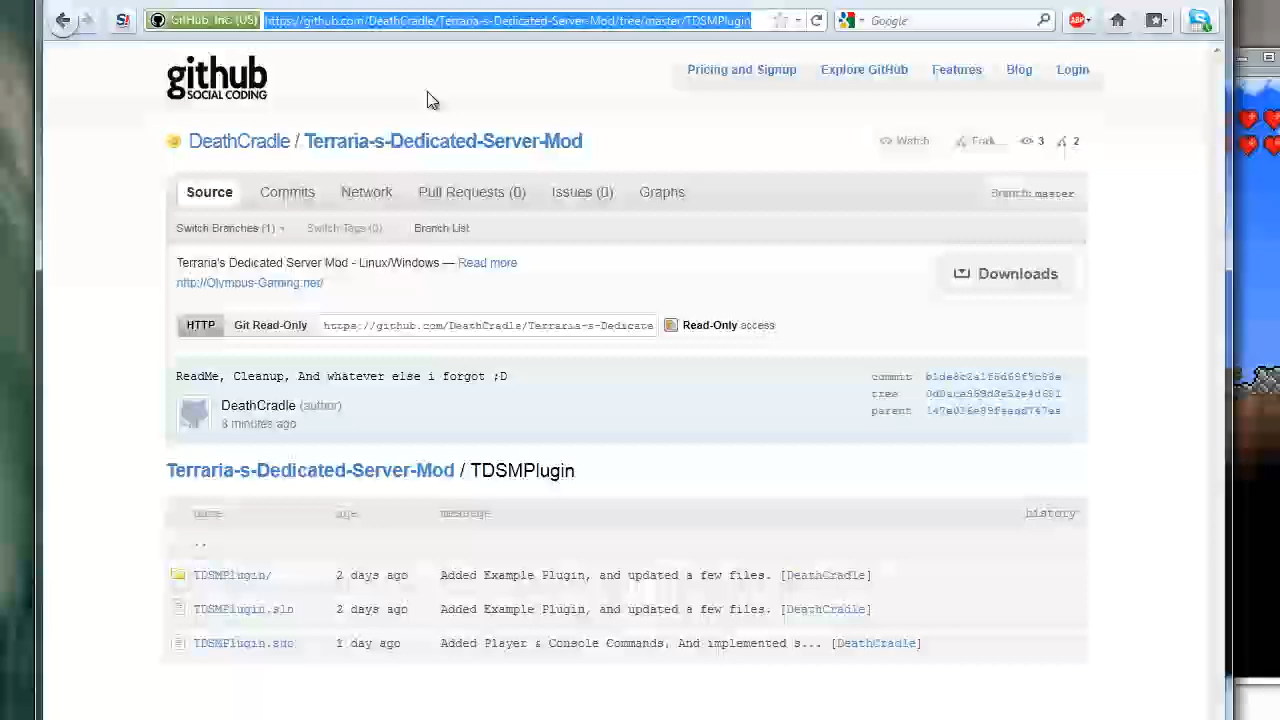 GitHub, Inc. (US) https://github.com/DeathCradle/Terraria-s-Dedicated-Server-Mod/tree/master/TDSMPlugin Google ABP
github
SOCIAL CODING
Pricing and Signup Explore GitHub Features Blog Login
DeathCradle / Terraria-s-Dedicated-Server-Mod Watch Fork 3 2
Source Commits Network Pull Requests (0) Issues (0) Graphs Branch: master
Switch Branches (1) Switch Tags (0) Branch List
Terraria's Dedicated Server Mod - Linux/Windows — Read more
http://Olympus-Gaming.net/
Downloads
HTTP Git Read-Only https://github.com/DeathCradle/Terraria-s-Dedicate Read-Only access
ReadMe, Cleanup, And whatever else i forgot ;D
DeathCradle (author)
8 minutes ago
commit
tree
parent
Terraria-s-Dedicated-Server-Mod / TDSMPlugin
name age message history
..
TDSMPlugin/ 2 days ago Added Example Plugin, and updated a few files. [DeathCradle]
TDSMPlugin.sln 2 days ago Added Example Plugin, and updated a few files. [DeathCradle]
TDSMPlugin.suo 1 day ago Added Player & Console Commands, And implemented s... [DeathCradle]